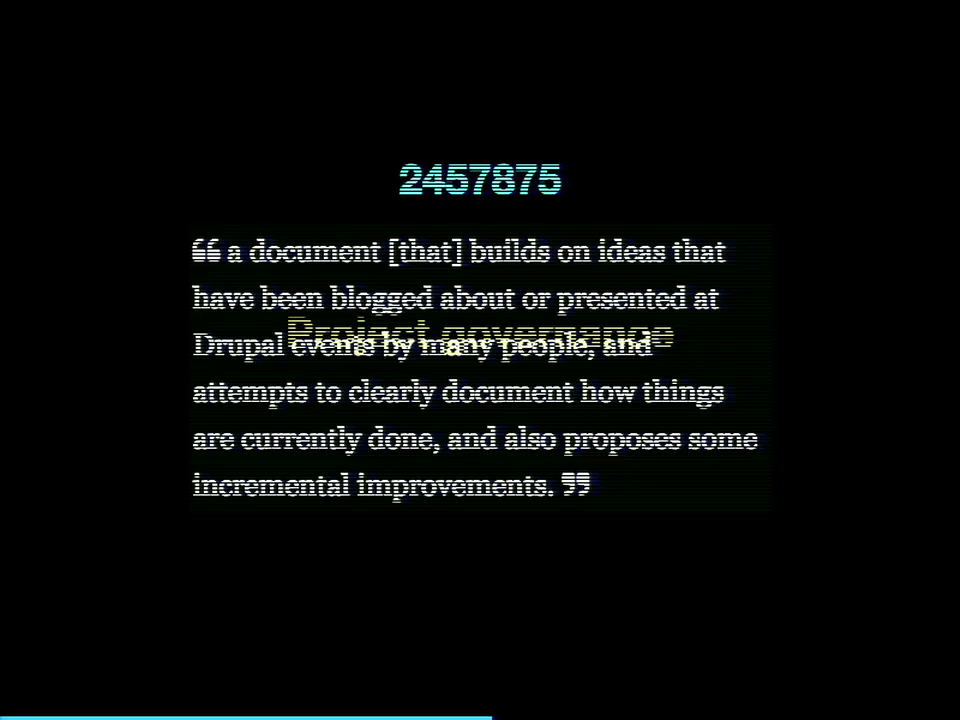 2457875
❝ a document [that] builds on ideas that
have been blogged about or presented at
Project governance
Drupal events by many people, and
attempts to clearly document how things
are currently done, and also proposes some
incremental improvements. ❞